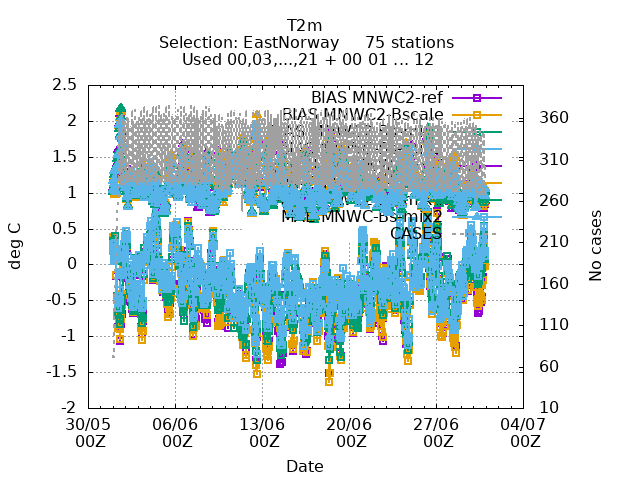 T2m
Selection: EastNorway 75 stations
Used 00,03,...,21 + 00 01 ... 12
BIAS MNWC2-ref
BIAS MNWC2-Bscale
MNWC-Bs-mix2
CASES
2.5
2
1.5
1
0.5
0
-0.5
-1
-1.5
-2
deg C
360
310
260
210
160
110
60
10
No cases
30/05 06/06 13/06 20/06 27/06 04/07
00Z 00Z 00Z 00Z 00Z 00Z
Date